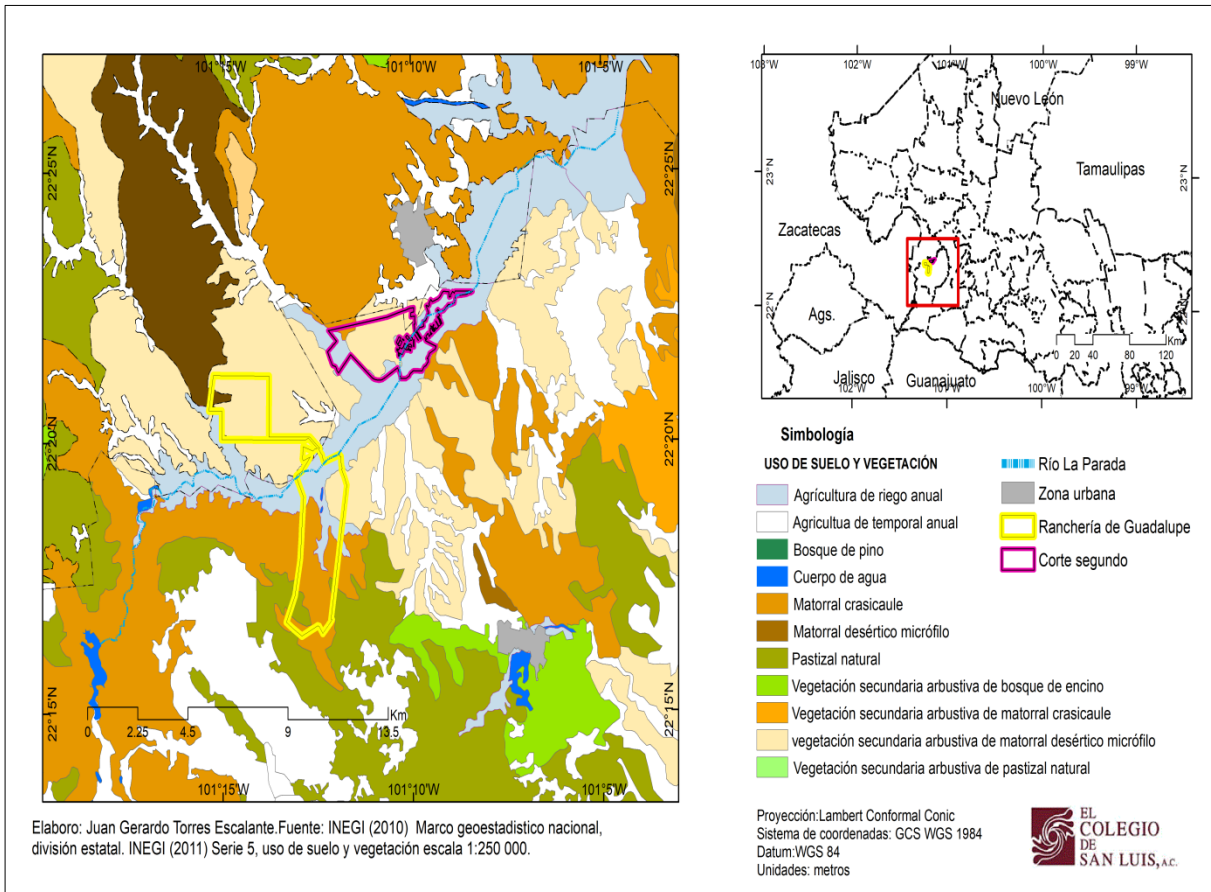 101°15'W 101°10'W 101°5'W
22°25'N 22°25'N
22°20'N 22°20'N
22°15'N 22°15'N
Km
0 2.25 4.5 9 13.5
101°15'W 101°10'W 101°5'W
Elaboro: Juan Gerardo Torres Escalante.Fuente: INEGI (2010) Marco geoestadistico nacional,
división estatal. INEGI (2011) Serie 5, uso de suelo y vegetación escala 1:250 000.
102°W 101°W 100°W 99°W
Nuevo León
23°N 23°N
Tamaulipas
Zacatecas
22°N
Ags.
Km
0 20 40 80 120
Jalisco Guanajuato
102°W 101°W 100°W 99°W
Simbología
USO DE SUELO Y VEGETACIÓN
Agrícultura de riego anual
Agricultua de temporal anual
Bosque de pino
Cuerpo de agua
Matorral crasicaule
Matorral desértico micrófilo
Pastizal natural
Vegetación secundaria arbustiva de bosque de encino
Vegetación secundaria arbustiva de matorral crasicaule
vegetación secundaria arbustiva de matorral desértico micrófilo
Vegetación secundaria arbustiva de pastizal natural
Río La Parada
Zona urbana
Ranchería de Guadalupe
Corte segundo
Proyección:Lambert Conformal Conic
Sistema de coordenadas: GCS WGS 1984
Datum:WGS 84
Unidades: metros
EL
COLEGIO
DE
SAN LUIS, A.C.